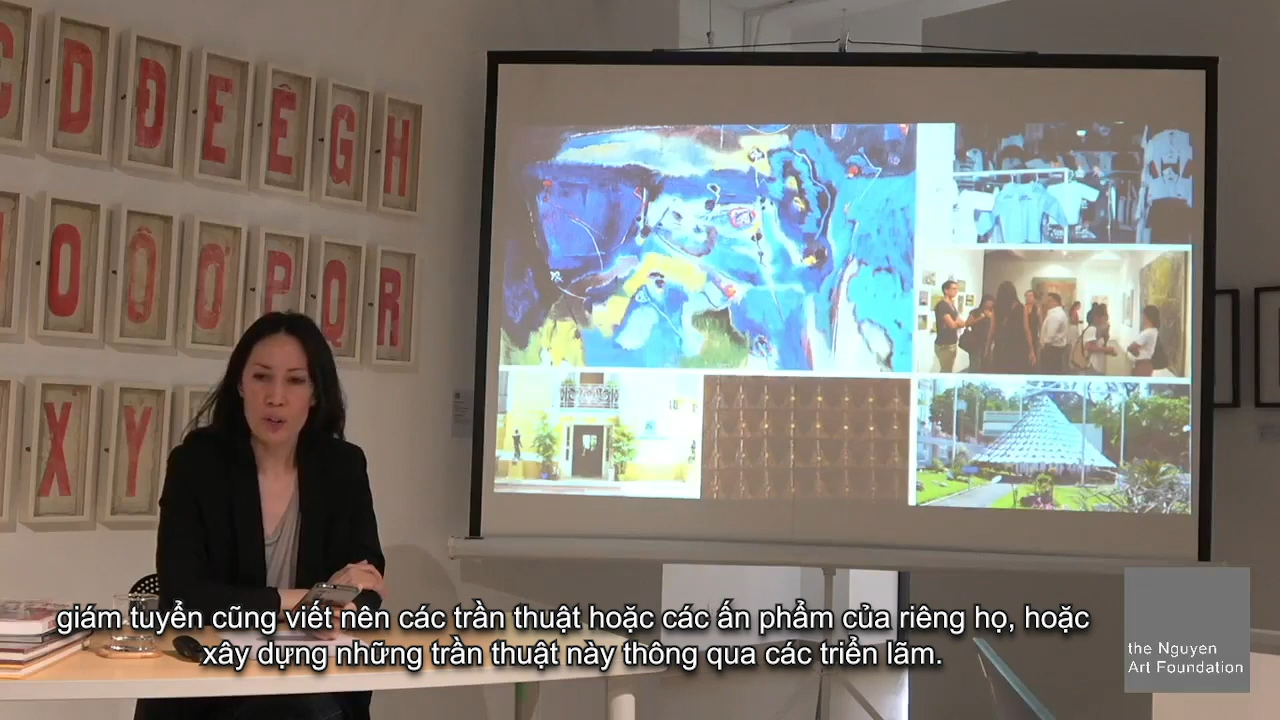 C D Đ E Ê G H
O Ô Ơ P Q R
X Y
giám tuyển cũng viết nên các trần thuật hoặc các ấn phẩm của riêng họ, hoặc
xây dựng những trần thuật này thông qua các triển lãm.
the Nguyen
Art Foundation